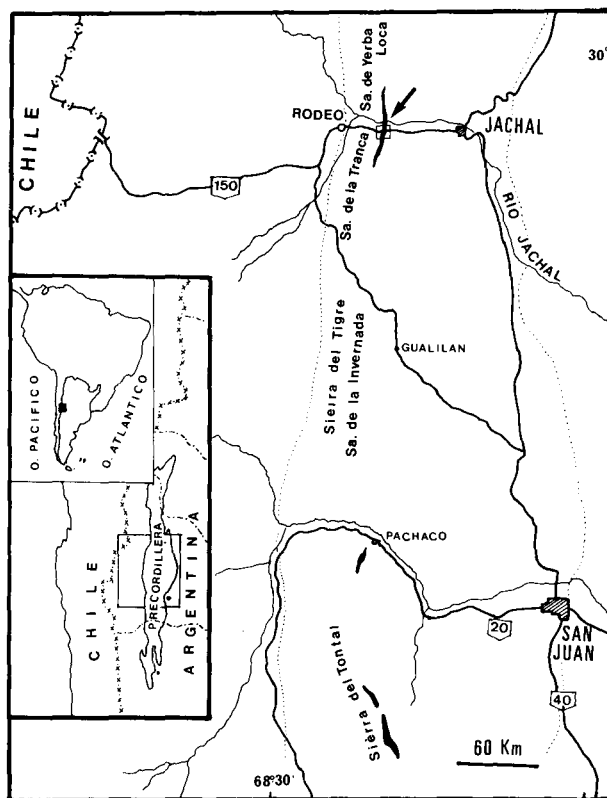 30°
CHILE
Sa. de Yerba
Loca
RODEO
JACHAL
150
Sa. de la Tranca
RIO JACHAL
Sierra del Tigre
Sa. de la Invernada
GUALILAN
O. PACIFICO
O. ATLANTICO
CHILE
PRECORDILLERA
ARGENTINA
PACHACO
20
SAN
JUAN
40
Sierra del Tontal
60 Km
68°30'